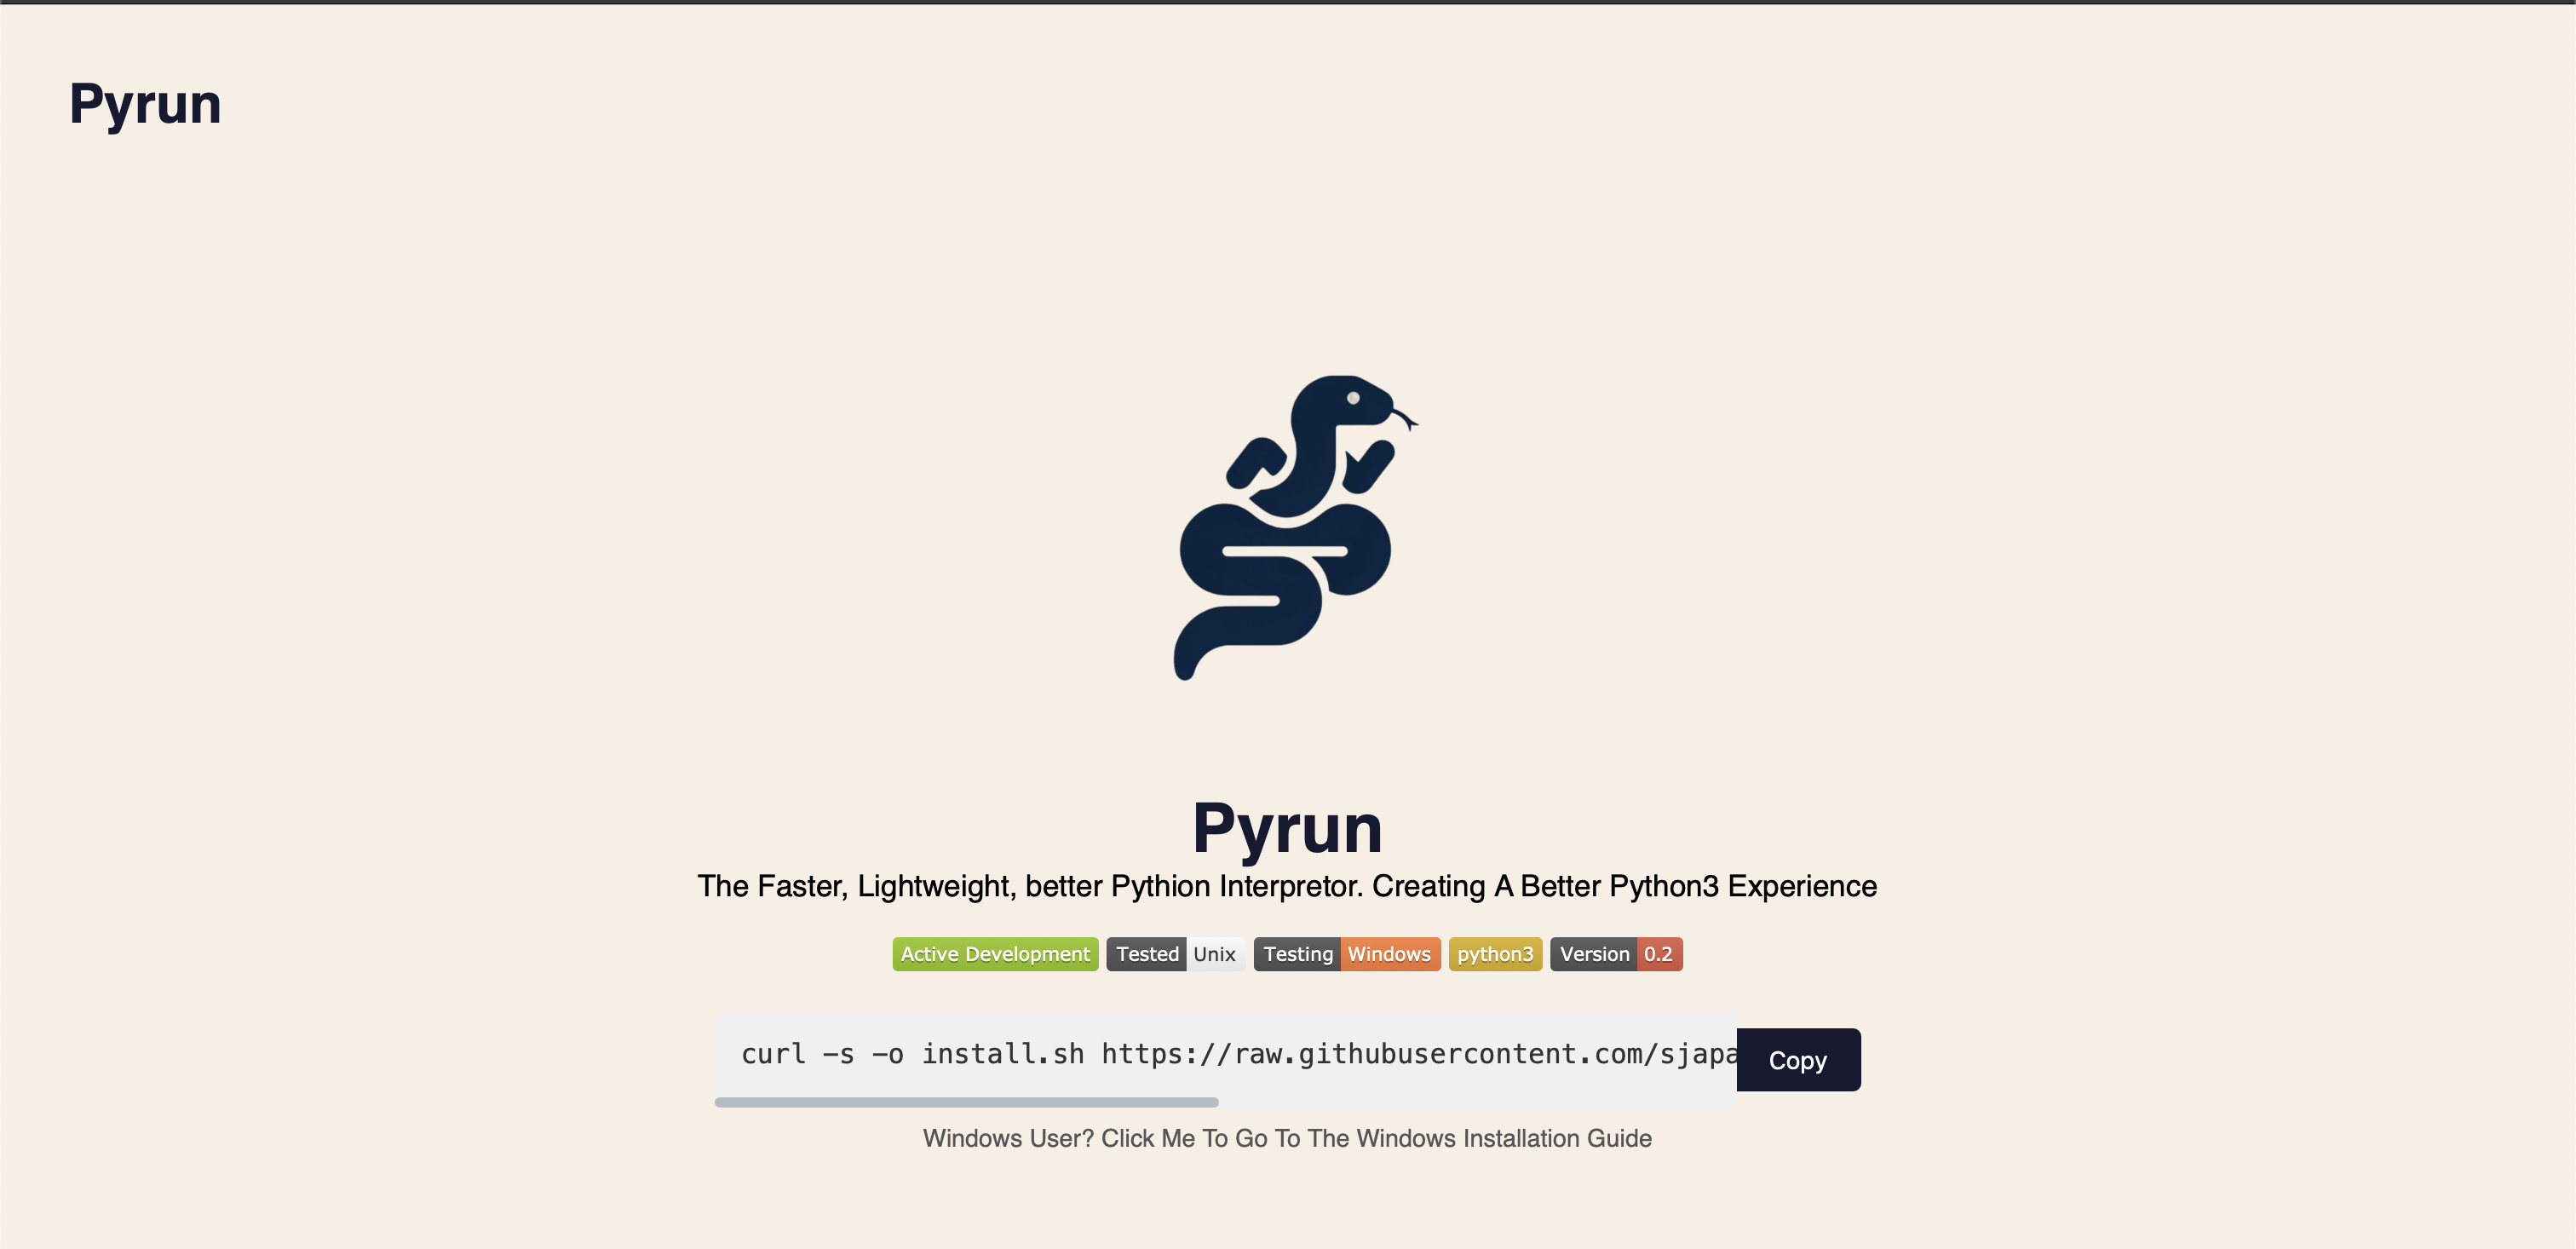 Pyrun
Pyrun
The Faster, Lightweight, better Pythion Interpretor. Creating A Better Python3 Experience
Active Development Tested Unix Testing Windows python3 Version 0.2
curl -s -o install.sh https://raw.githubusercontent.com/sjapa
Copy
Windows User? Click Me To Go To The Windows Installation Guide